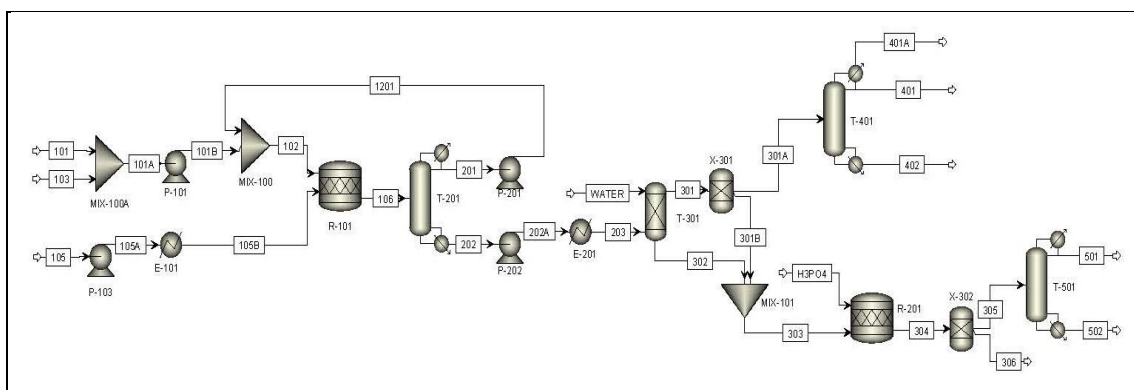 401A
1201
401
T-401
101
101A
101B
102
301A
402
103
P-101
MIX-100
X-301
MIX-100A
201
WATER
301
R-101
106
T-201
P-201
T-301
105A
105B
202A
203
301B
501
105
E-101
202
E-201
302
H3PO4
P-103
P-202
MIX-101
R-201
X-302
305
T-501
303
304
306
502